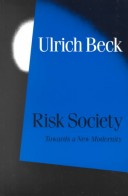 Ulrich Beck
Risk Society
Towards a New Modernity